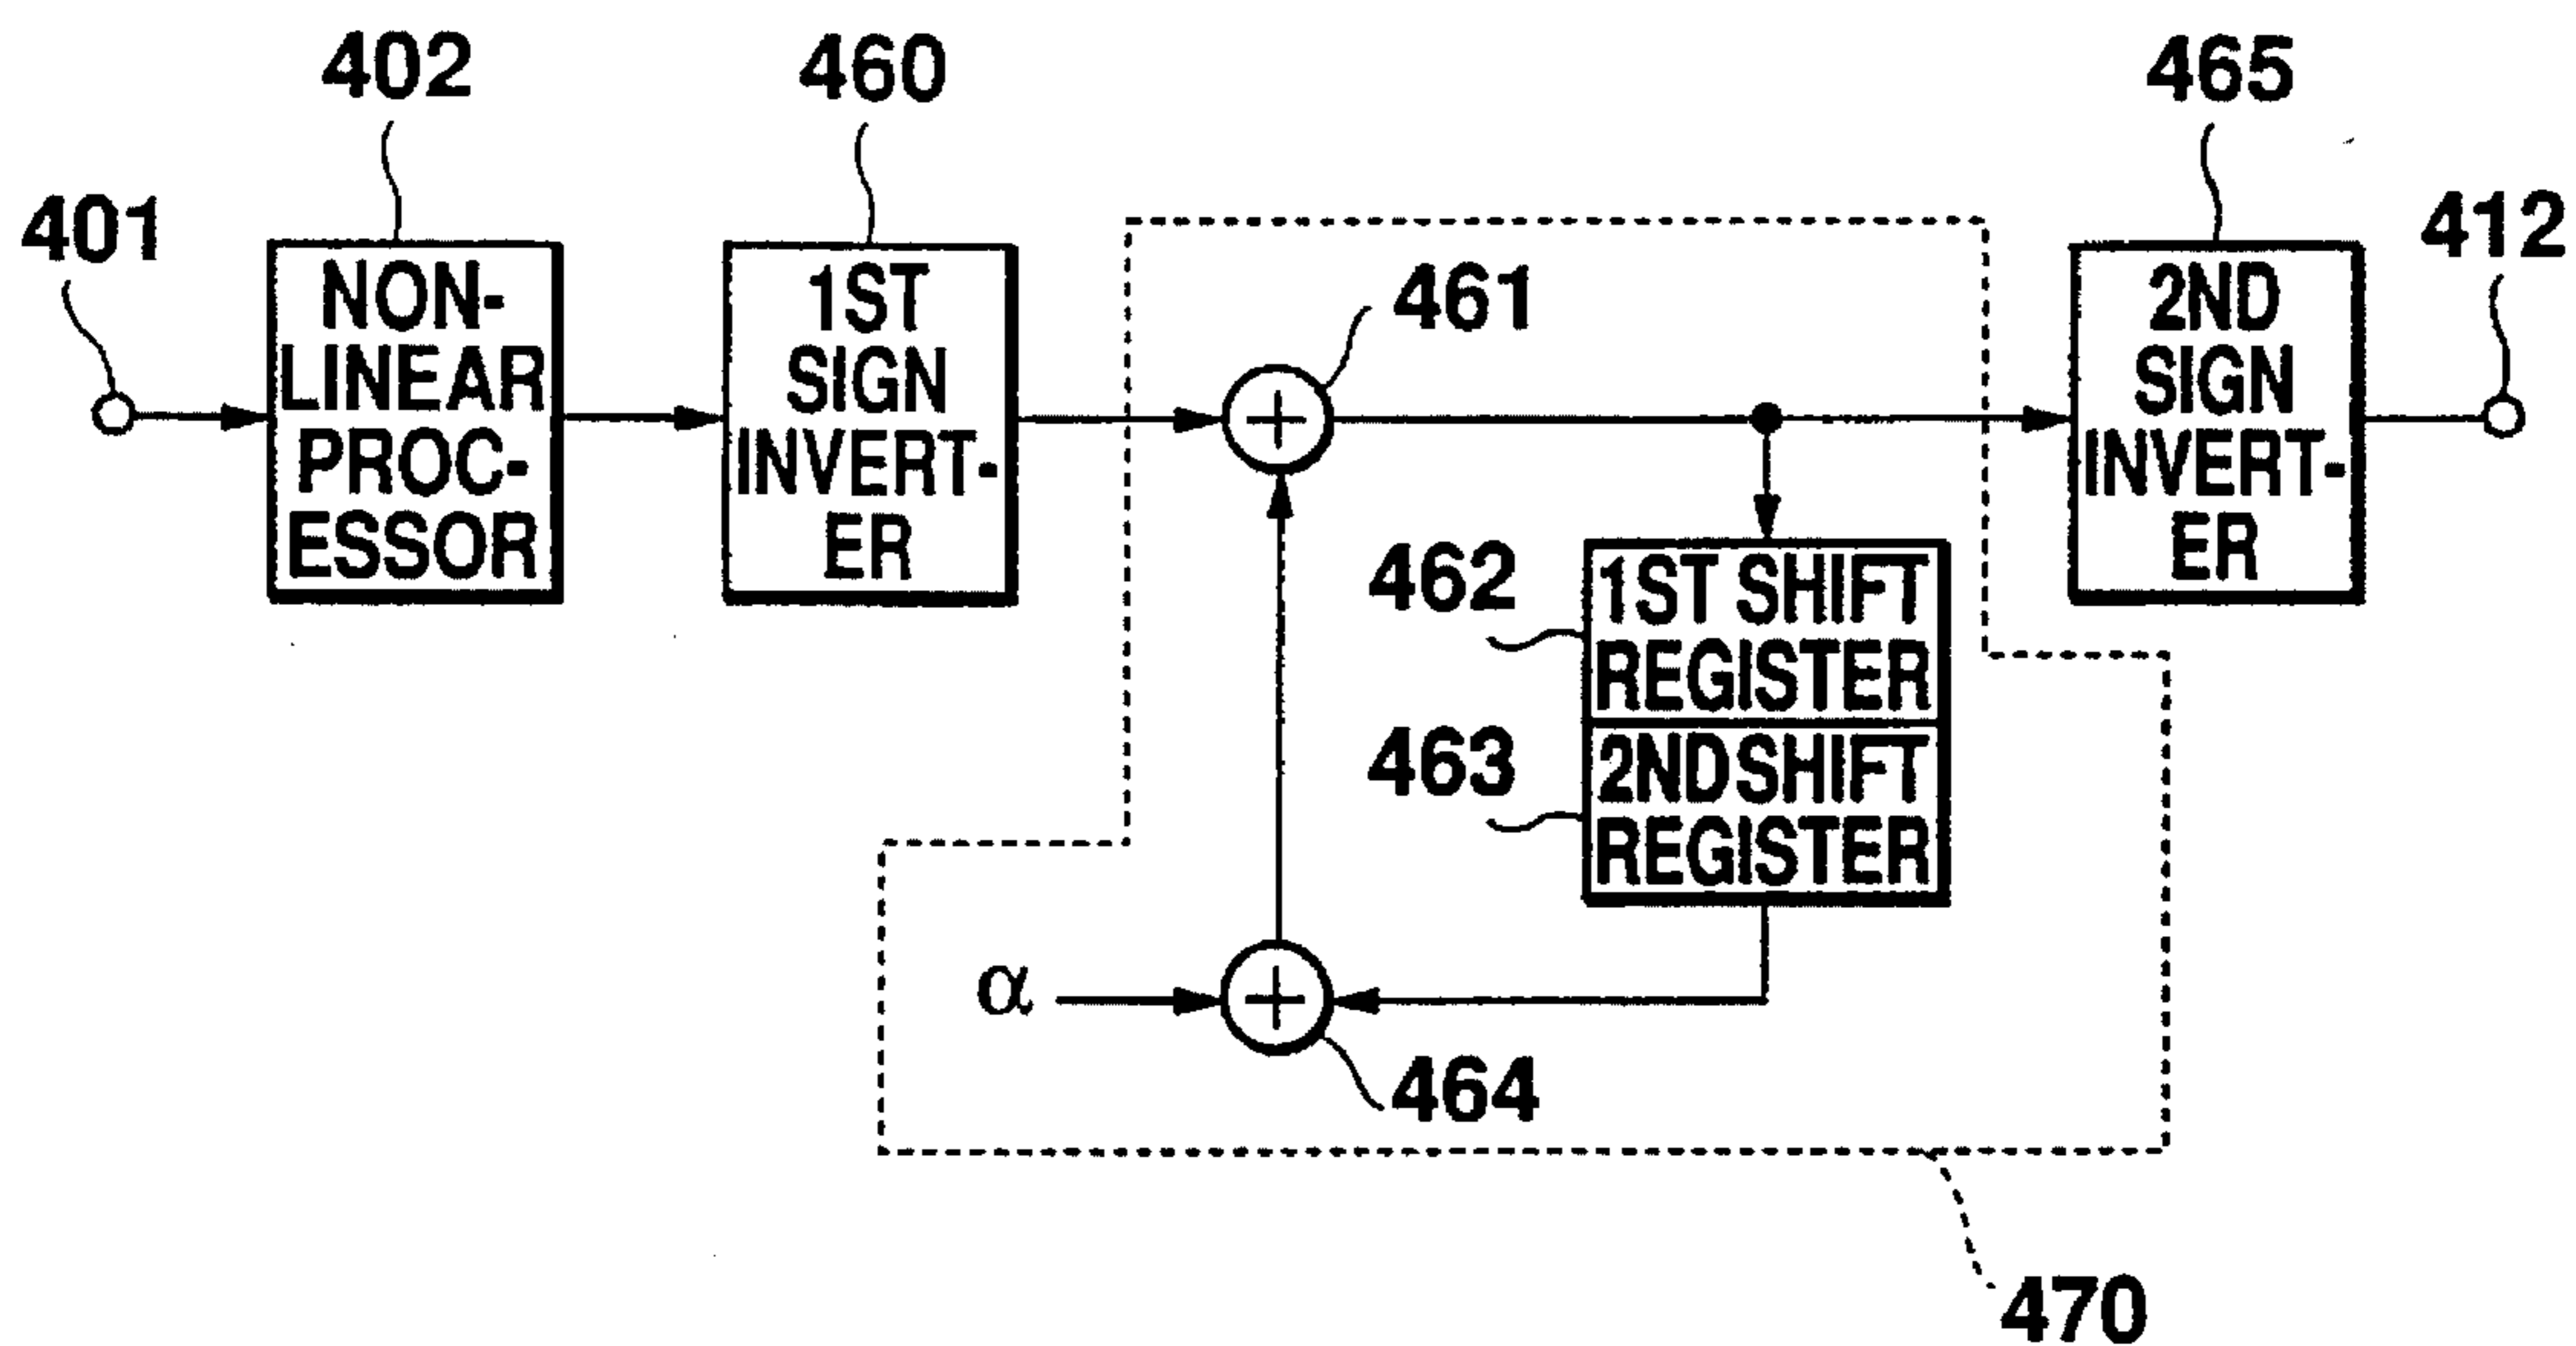 402
460
465
401
412
NON-
LINEAR
PROC-
ESSOR
1ST
SIGN
INVERT-
ER
461
2ND
SIGN
INVERT-
ER
462
1ST SHIFT
REGISTER
463
2ND SHIFT
REGISTER
α
464
470